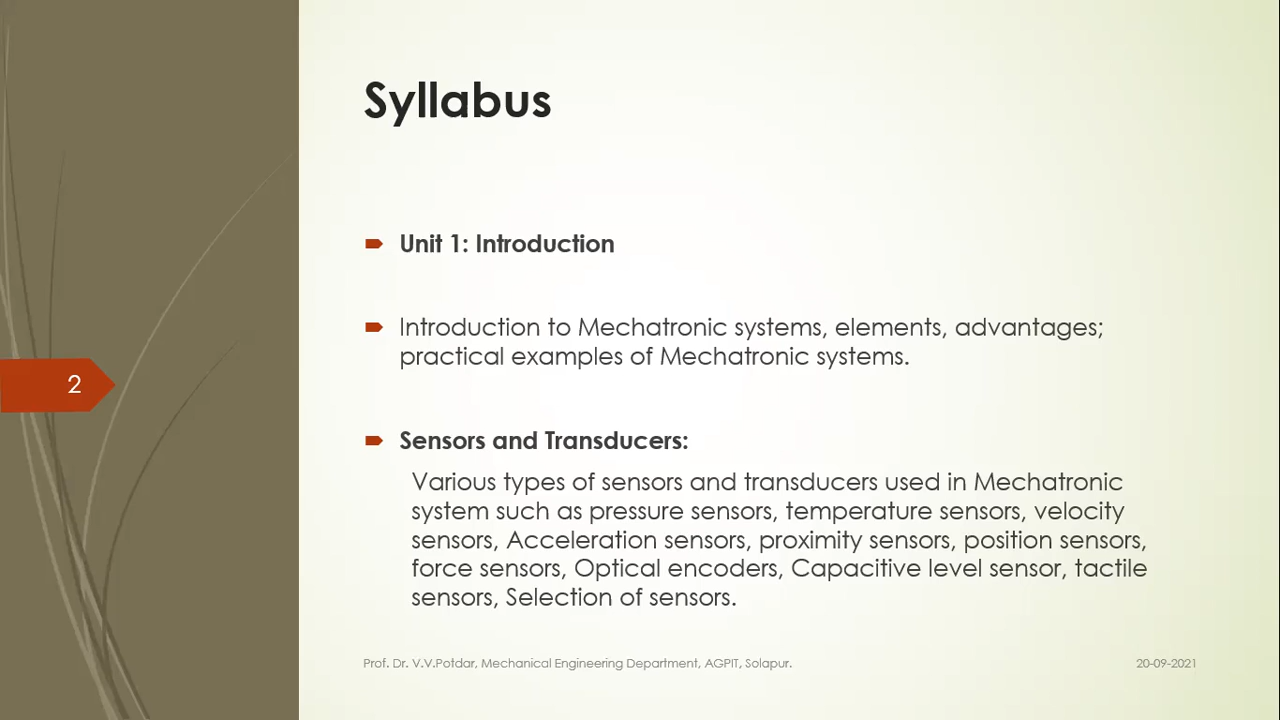 Syllabus
Unit 1: Introduction
Introduction to Mechatronic systems, elements, advantages;
practical examples of Mechatronic systems.
2
Sensors and Transducers:
Various types of sensors and transducers used in Mechatronic
system such as pressure sensors, temperature sensors, velocity
sensors, Acceleration sensors, proximity sensors, position sensors,
force sensors, Optical encoders, Capacitive level sensor, tactile
sensors, Selection of sensors.
Prof. Dr. V.V.Potdar, Mechanical Engineering Department, AGPIT, Solapur.
20-09-2021